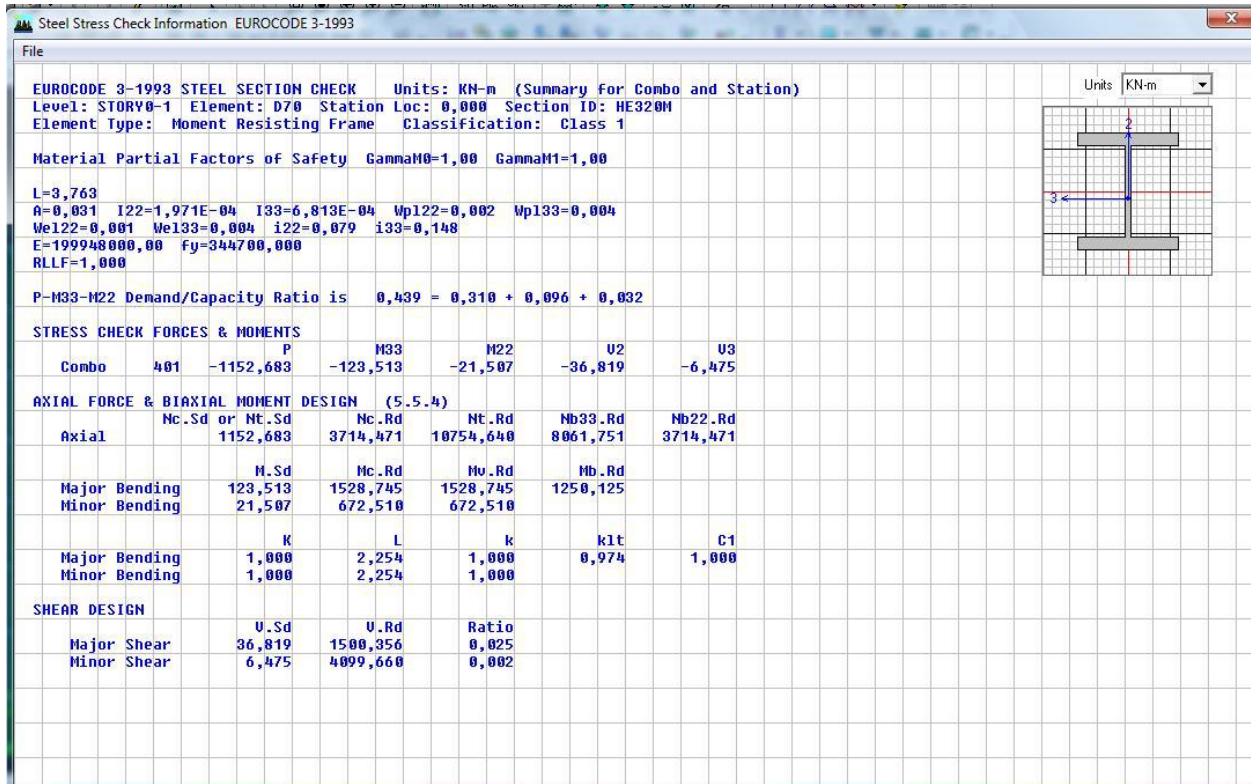 Steel Stress Check Information EUROCODE 3-1993
File
EUROCODE 3-1993 STEEL SECTION CHECK Units: KN-m (Summary for Combo and Station)
Units KN-m
Level: STORY0-1 Element: D70 Station Loc: 0,000 Section ID: HE320M
Element Type: Moment Resisting Frame Classification: Class 1
2
3
Material Partial Factors of Safety GammaM0=1,00 GammaM1=1,00
L=3,763
A=0,031 I22=1,971E-04 I33=6,813E-04 Wpl22=0,002 Wpl33=0,004
Wel22=0,001 Wel33=0,004 i22=0,079 i33=0,148
E=199948000,00 fy=344700,000
RLLF=1,000
P-M33-M22 Demand/Capacity Ratio is 0,439 = 0,310 + 0,096 + 0,032
STRESS CHECK FORCES & MOMENTS
P M33 M22 V2 V3
Combo 401 -1152,683 -123,513 -21,507 -36,819 -6,475
AXIAL FORCE & BIAXIAL MOMENT DESIGN (5.5.4)
Nc.Sd or Nt.Sd Nc.Rd Nt.Rd Nb33.Rd Nb22.Rd
Axial 1152,683 3714,471 10754,640 8061,751 3714,471
M.Sd Mc.Rd Mv.Rd Mb.Rd
Major Bending 123,513 1528,745 1528,745 1250,125
Minor Bending 21,507 672,510 672,510
K L k klt C1
Major Bending 1,000 2,254 1,000 0,974 1,000
Minor Bending 1,000 2,254 1,000
SHEAR DESIGN
V.Sd V.Rd Ratio
Major Shear 36,819 1500,356 0,025
Minor Shear 6,475 4099,660 0,002